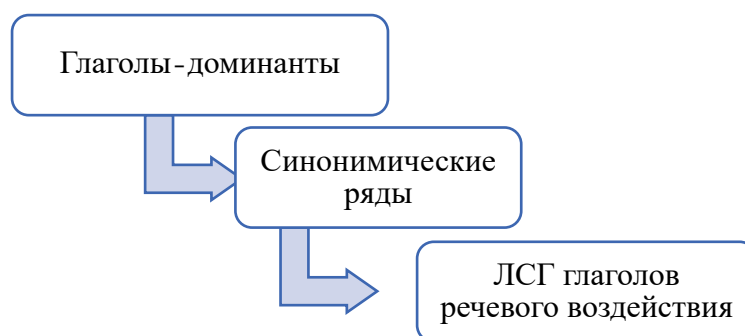 Глаголы-доминанты
Синонимические
ряды
ЛСГ глаголов
речевого воздействия